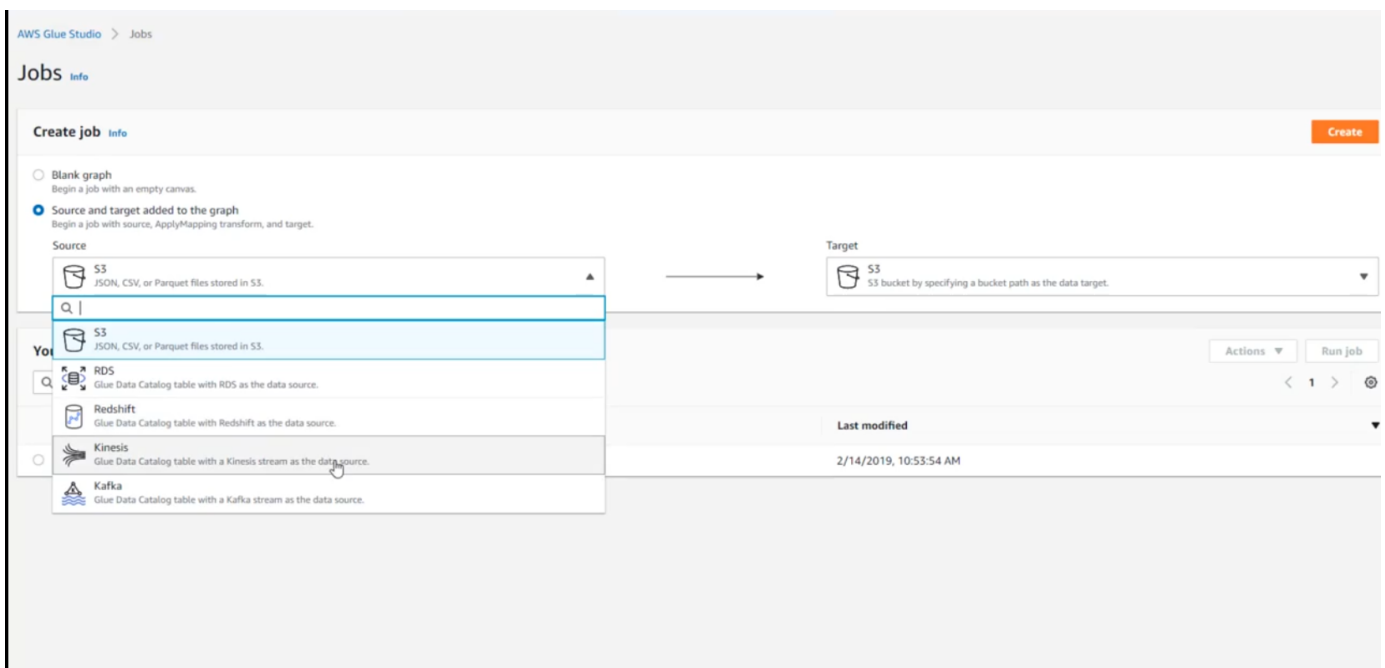 AWS Glue Studio > Jobs
Jobs Info
Create job Info
Create
Blank graph
Begin a job with an empty canvas.
Source and target added to the graph
Begin a job with source, ApplyMapping transform, and target.
Source
S3
JSON, CSV, or Parquet files stored in S3.
Target
S3
S3 bucket by specifying a bucket path as the data target.
S3
JSON, CSV, or Parquet files stored in S3.
RDS
Glue Data Catalog table with RDS as the data source.
Redshift
Glue Data Catalog table with Redshift as the data source.
Kinesis
Glue Data Catalog table with a Kinesis stream as the data source.
Kafka
Glue Data Catalog table with a Kafka stream as the data source.
Actions
Run job
< 1 >
Last modified
2/14/2019, 10:53:54 AM